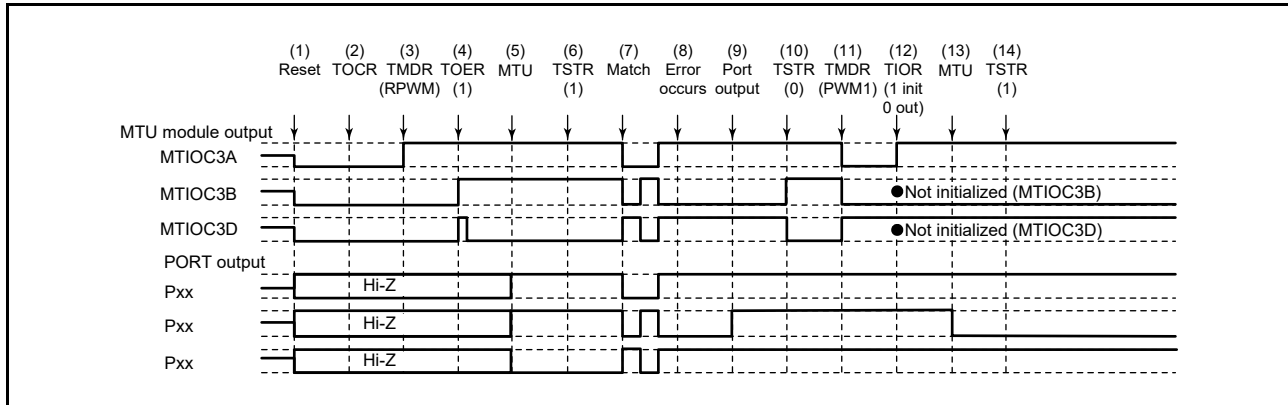 (1) (2) (3) (4) (5) (6) (7) (8) (9) (10) (11) (12) (13) (14)
Reset TOCR TMDR TOER MTU TSTR Match Error Port TSTR TMDR TIOR MTU TSTR
(RPWM) (1) (1) occurs output (0) (PWM1) (1 init (1)
0 out)
MTU module output
MTIOC3A
MTIOC3B
●Not initialized (MTIOC3B)
MTIOC3D
●Not initialized (MTIOC3D)
PORT output
Pxx
Hi-Z
Pxx
Hi-Z
Pxx
Hi-Z